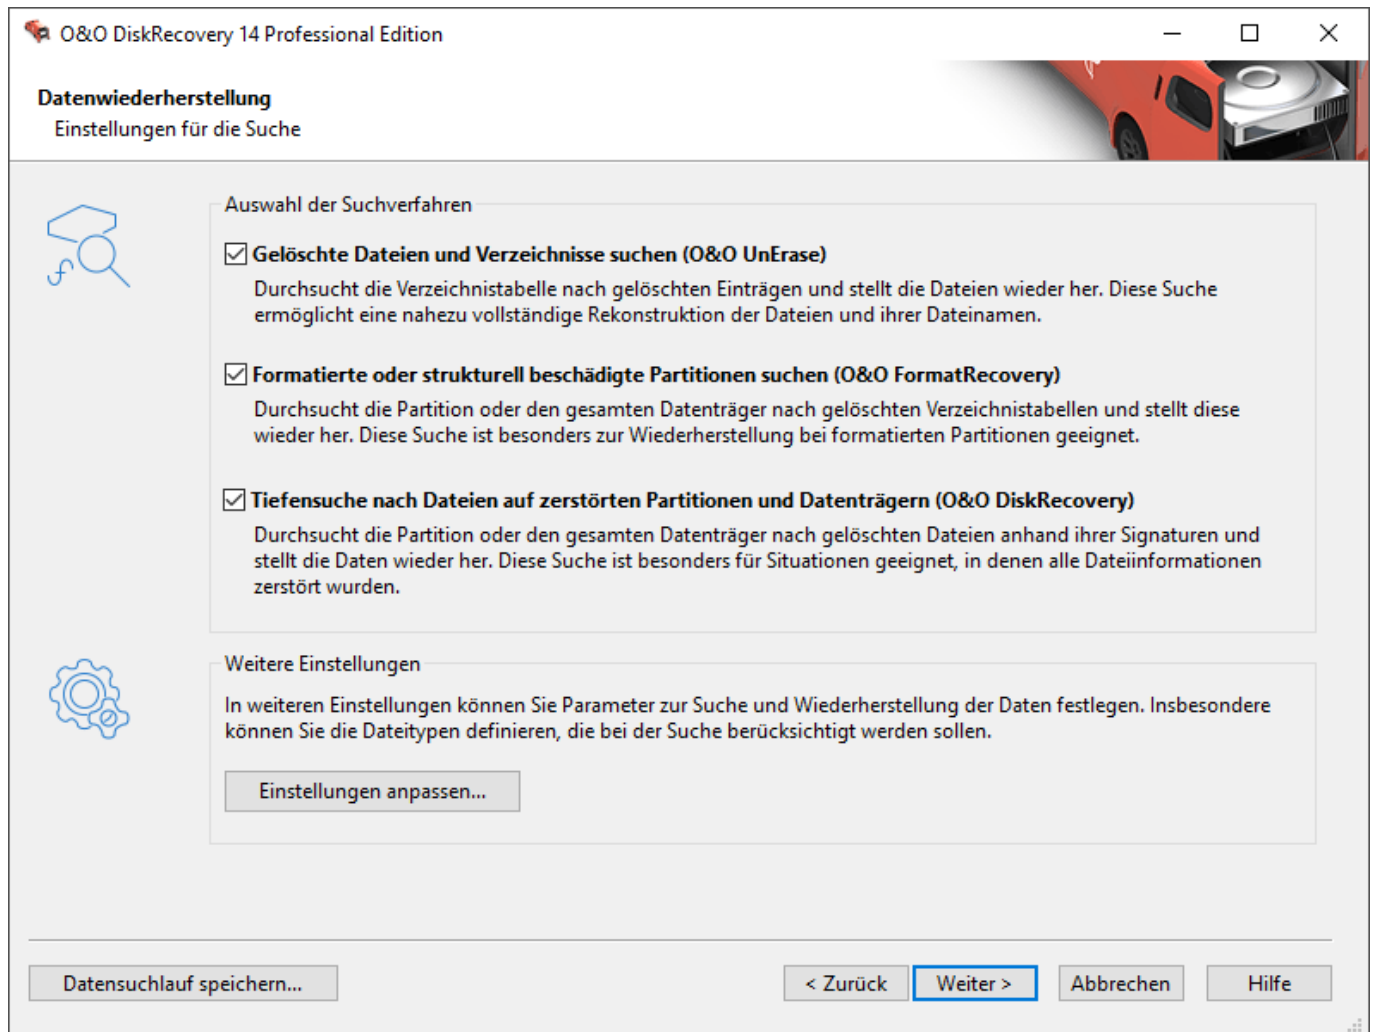 O&O DiskRecovery 14 Professional Edition
Datenwiederherstellung
Einstellungen für die Suche
Auswahl der Suchverfahren
Gelöschte Dateien und Verzeichnisse suchen (O&O UnErase)
Durchsucht die Verzeichnistabelle nach gelöschten Einträgen und stellt die Dateien wieder her. Diese Suche
ermöglicht eine nahezu vollständige Rekonstruktion der Dateien und ihrer Dateinamen.
Formatierte oder strukturell beschädigte Partitionen suchen (O&O FormatRecovery)
Durchsucht die Partition oder den gesamten Datenträger nach gelöschten Verzeichnistabellen und stellt diese
wieder her. Diese Suche ist besonders zur Wiederherstellung bei formatierten Partitionen geeignet.
Tiefensuche nach Dateien auf zerstörten Partitionen und Datenträgern (O&O DiskRecovery)
Durchsucht die Partition oder den gesamten Datenträger nach gelöschten Dateien anhand ihrer Signaturen und
stellt die Daten wieder her. Diese Suche ist besonders für Situationen geeignet, in denen alle Dateiinformationen
zerstört wurden.
Weitere Einstellungen
In weiteren Einstellungen können Sie Parameter zur Suche und Wiederherstellung der Daten festlegen. Insbesondere
können Sie die Dateitypen definieren, die bei der Suche berücksichtigt werden sollen.
Einstellungen anpassen...
Datensuchlauf speichern...
< Zurück
Weiter >
Abbrechen
Hilfe